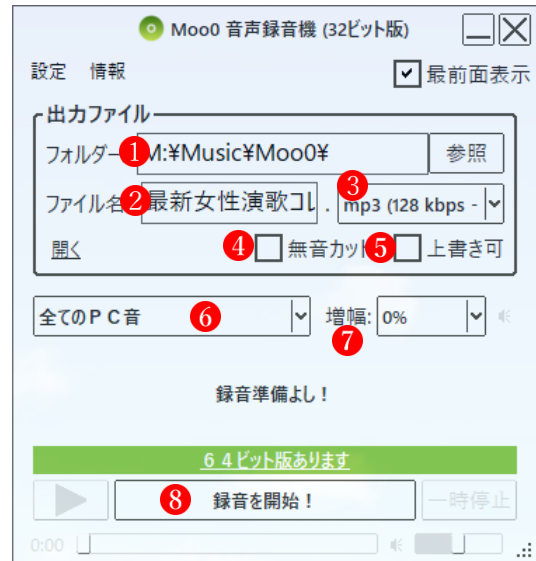 Moo0 音声録音機 (32ビット版)
設定 情報 最前面表示
出力ファイル
フォルダー 1 M:¥Music¥Moo0¥ 参照
3
ファイル名 2 最新女性演歌コレ . mp3 (128 kbps -
開く 4 無音カット 5 上書き可
全てのPC音 6 増幅: 0%
7
録音準備よし！
64ビット版あります
8 録音を開始！ 一時停止
0:00